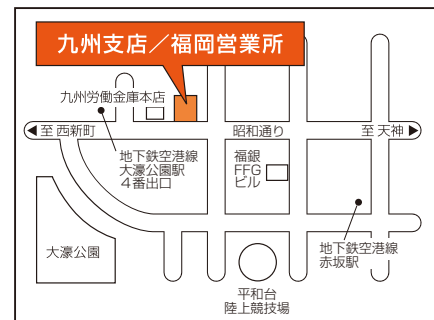 九州支店／福岡営業所
九州労働金庫本店
◀至 西新町
昭和通り
至 天神▶
地下鉄空港線
大濠公園駅
4番出口
福銀
FFG
ビル
大濠公園
地下鉄空港線
赤坂駅
平和台
陸上競技場